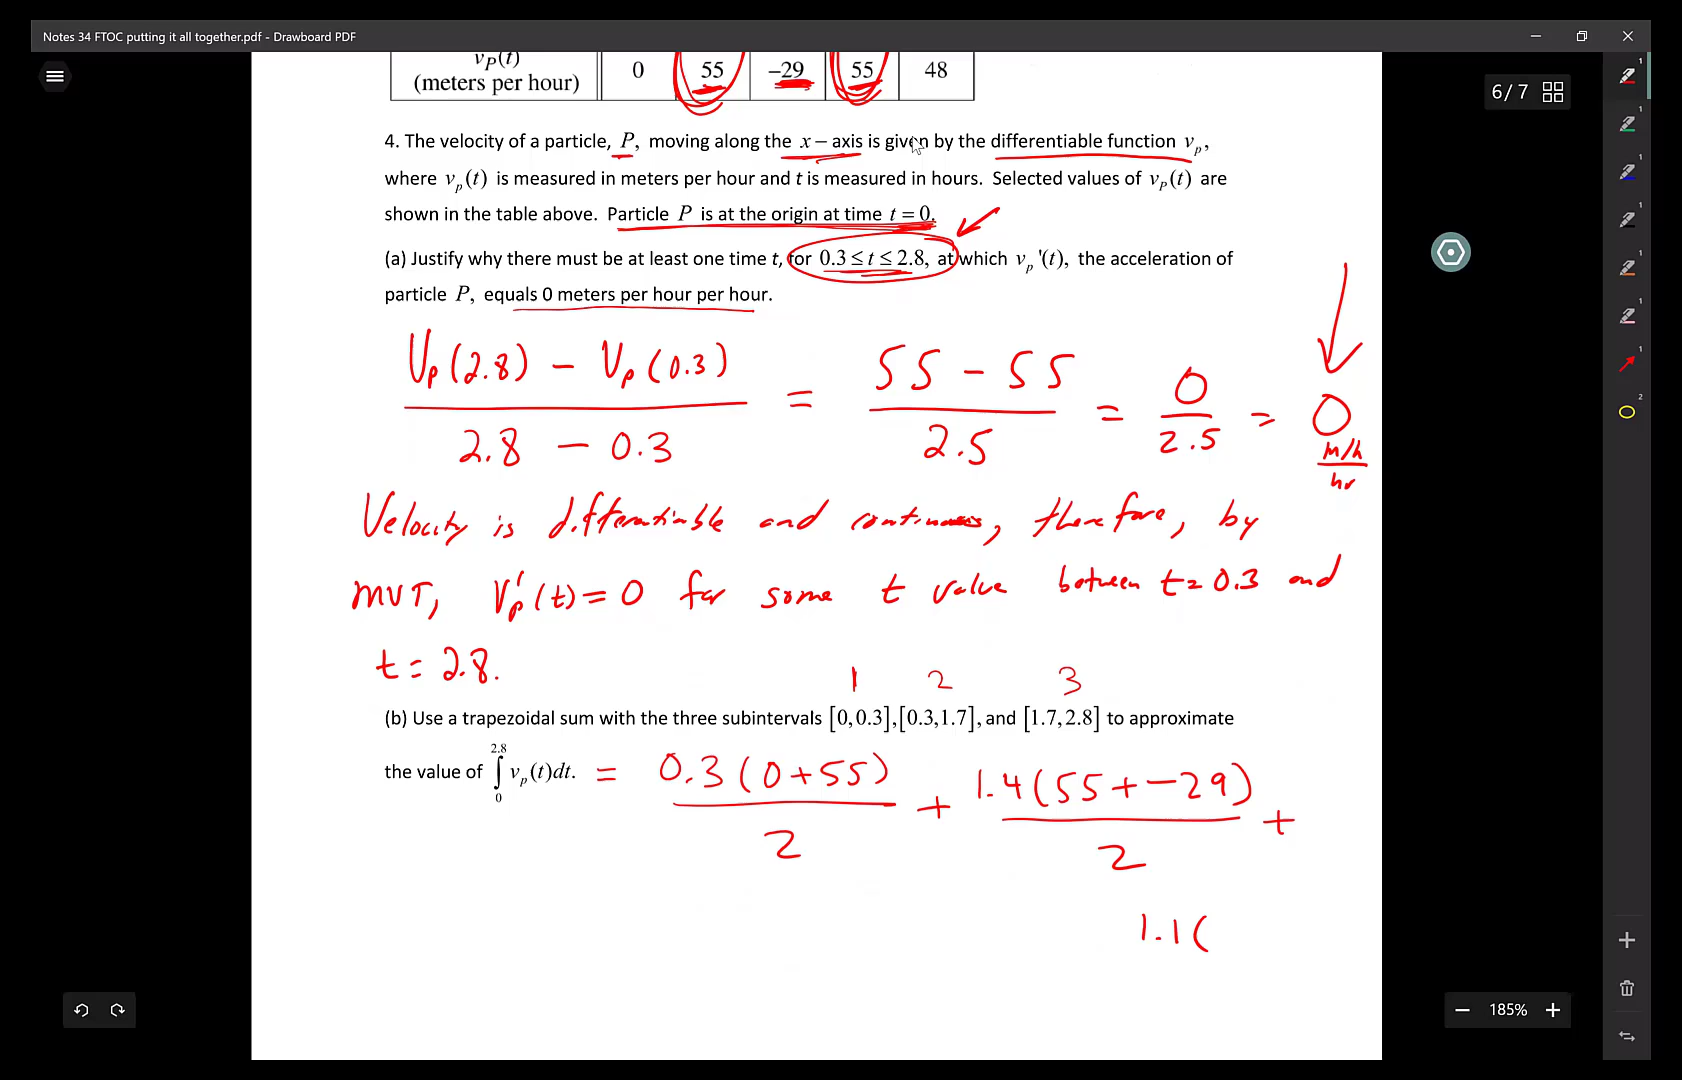 Notes 34 FTOC putting it all together.pdf - Drawboard PDF
6 / 7
v_P(t)
(meters per hour) 0 55 −29 55 48
4. The velocity of a particle, P, moving along the x − axis is given by the differentiable function v_p,
where v_p(t) is measured in meters per hour and t is measured in hours. Selected values of v_P(t) are
shown in the table above. Particle P is at the origin at time t = 0.
(a) Justify why there must be at least one time t, for 0.3 ≤ t ≤ 2.8, at which v_p'(t), the acceleration of
particle P, equals 0 meters per hour per hour.
Vp(2.8) − Vp(0.3) / 2.8 − 0.3 = 55 − 55 / 2.5 = 0 / 2.5 = 0 m/h / hr
Velocity is differentiable and continuous, therefore, by
MVT, Vp'(t) = 0 for some t value between t = 0.3 and
t = 2.8.
1 2 3
(b) Use a trapezoidal sum with the three subintervals [0,0.3],[0.3,1.7],and [1.7,2.8] to approximate
the value of ∫_0^2.8 v_p(t)dt. = 0.3(0+55) / 2 + 1.4(55+−29) / 2 +
1.1(
185%